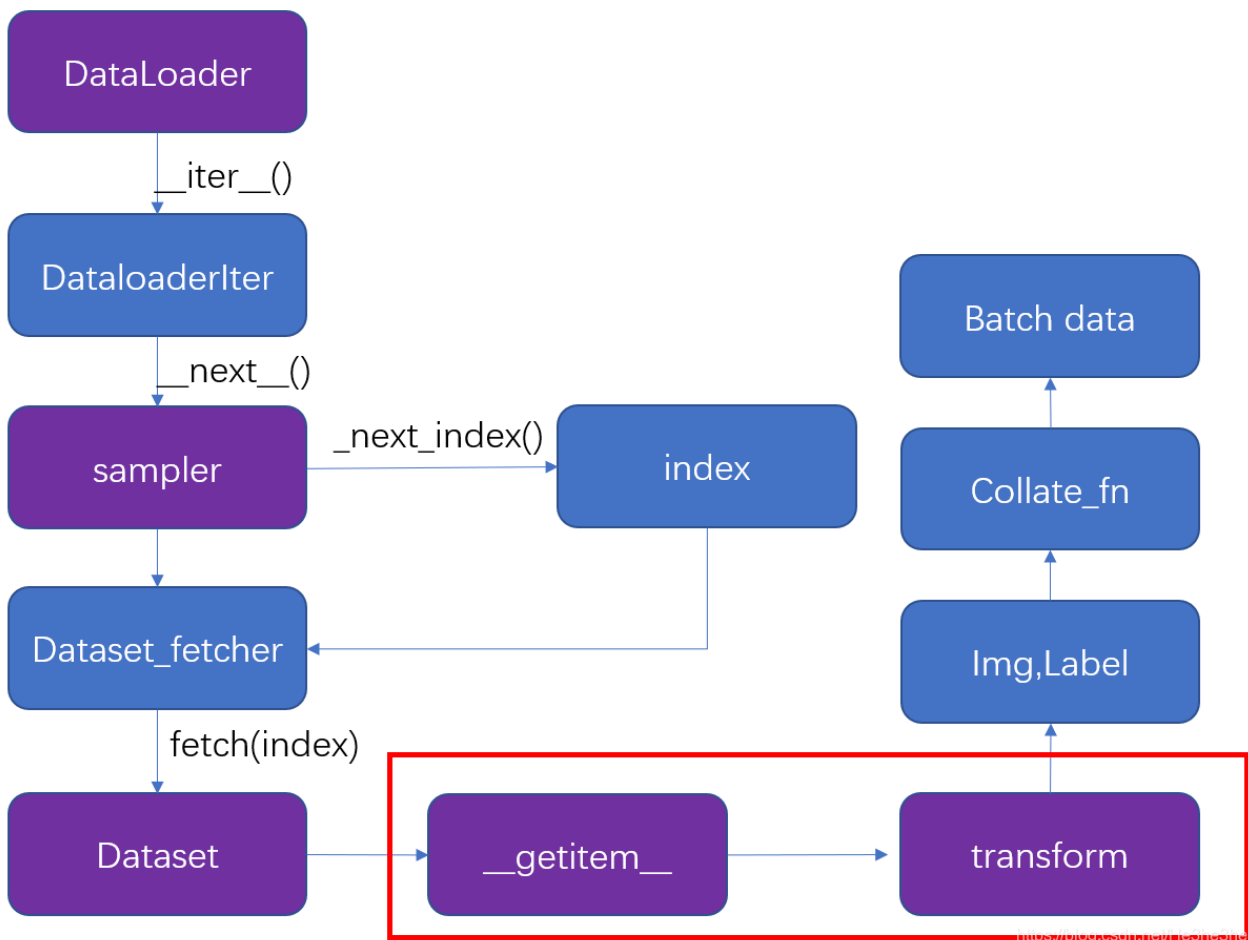 DataLoader
__iter__()
DataloaderIter
__next__()
sampler
_next_index()
index
Dataset_fetcher
fetch(index)
Dataset
__getitem__
transform
Img,Label
Collate_fn
Batch data